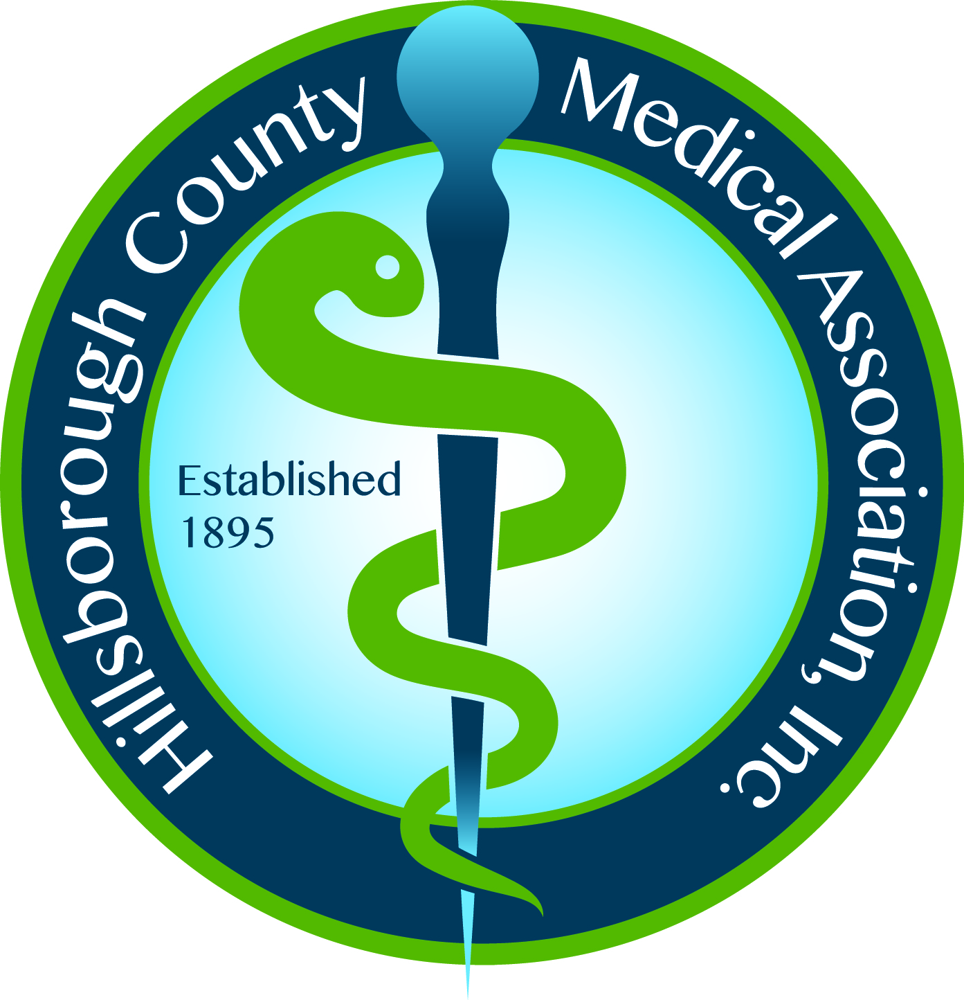 Hillsborough County Medical Association, Inc.
Established
1895